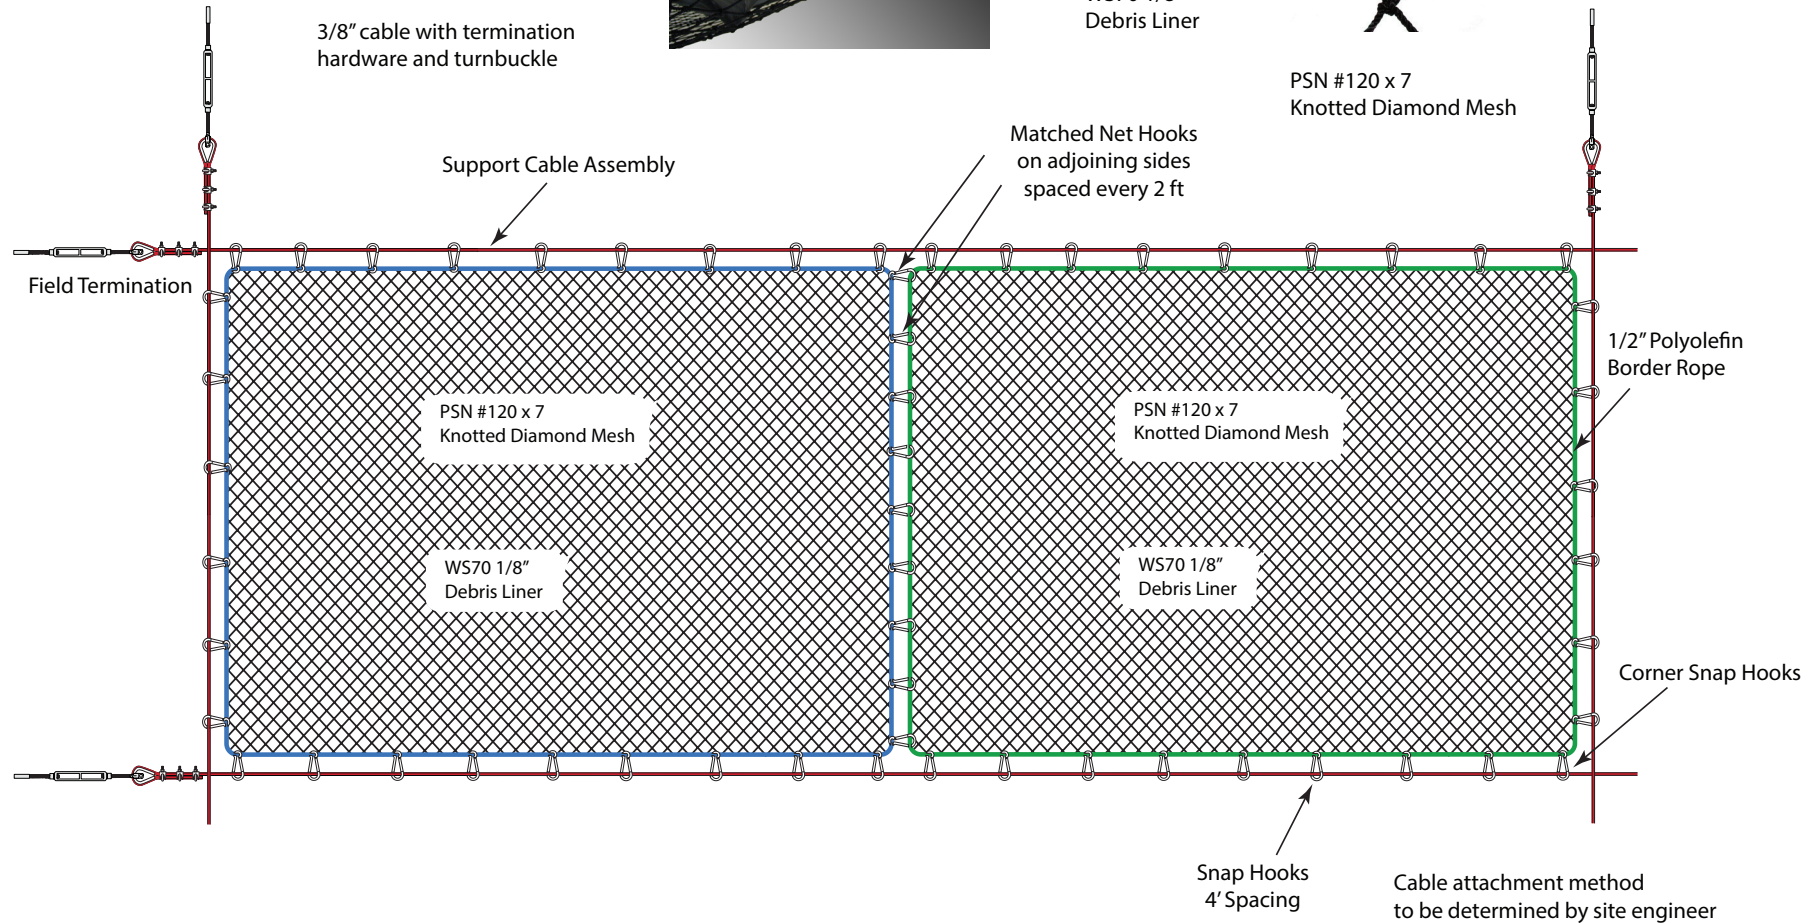 3/8” cable with termination
hardware and turnbuckle
Debris Liner
PSN #120 x 7
Knotted Diamond Mesh
Matched Net Hooks
on adjoining sides
spaced every 2 ft
Support Cable Assembly
Field Termination
1/2” Polyolefin
Border Rope
PSN #120 x 7
Knotted Diamond Mesh
PSN #120 x 7
Knotted Diamond Mesh
WS70 1/8”
Debris Liner
WS70 1/8”
Debris Liner
Corner Snap Hooks
Snap Hooks
4’ Spacing
Cable attachment method
to be determined by site engineer